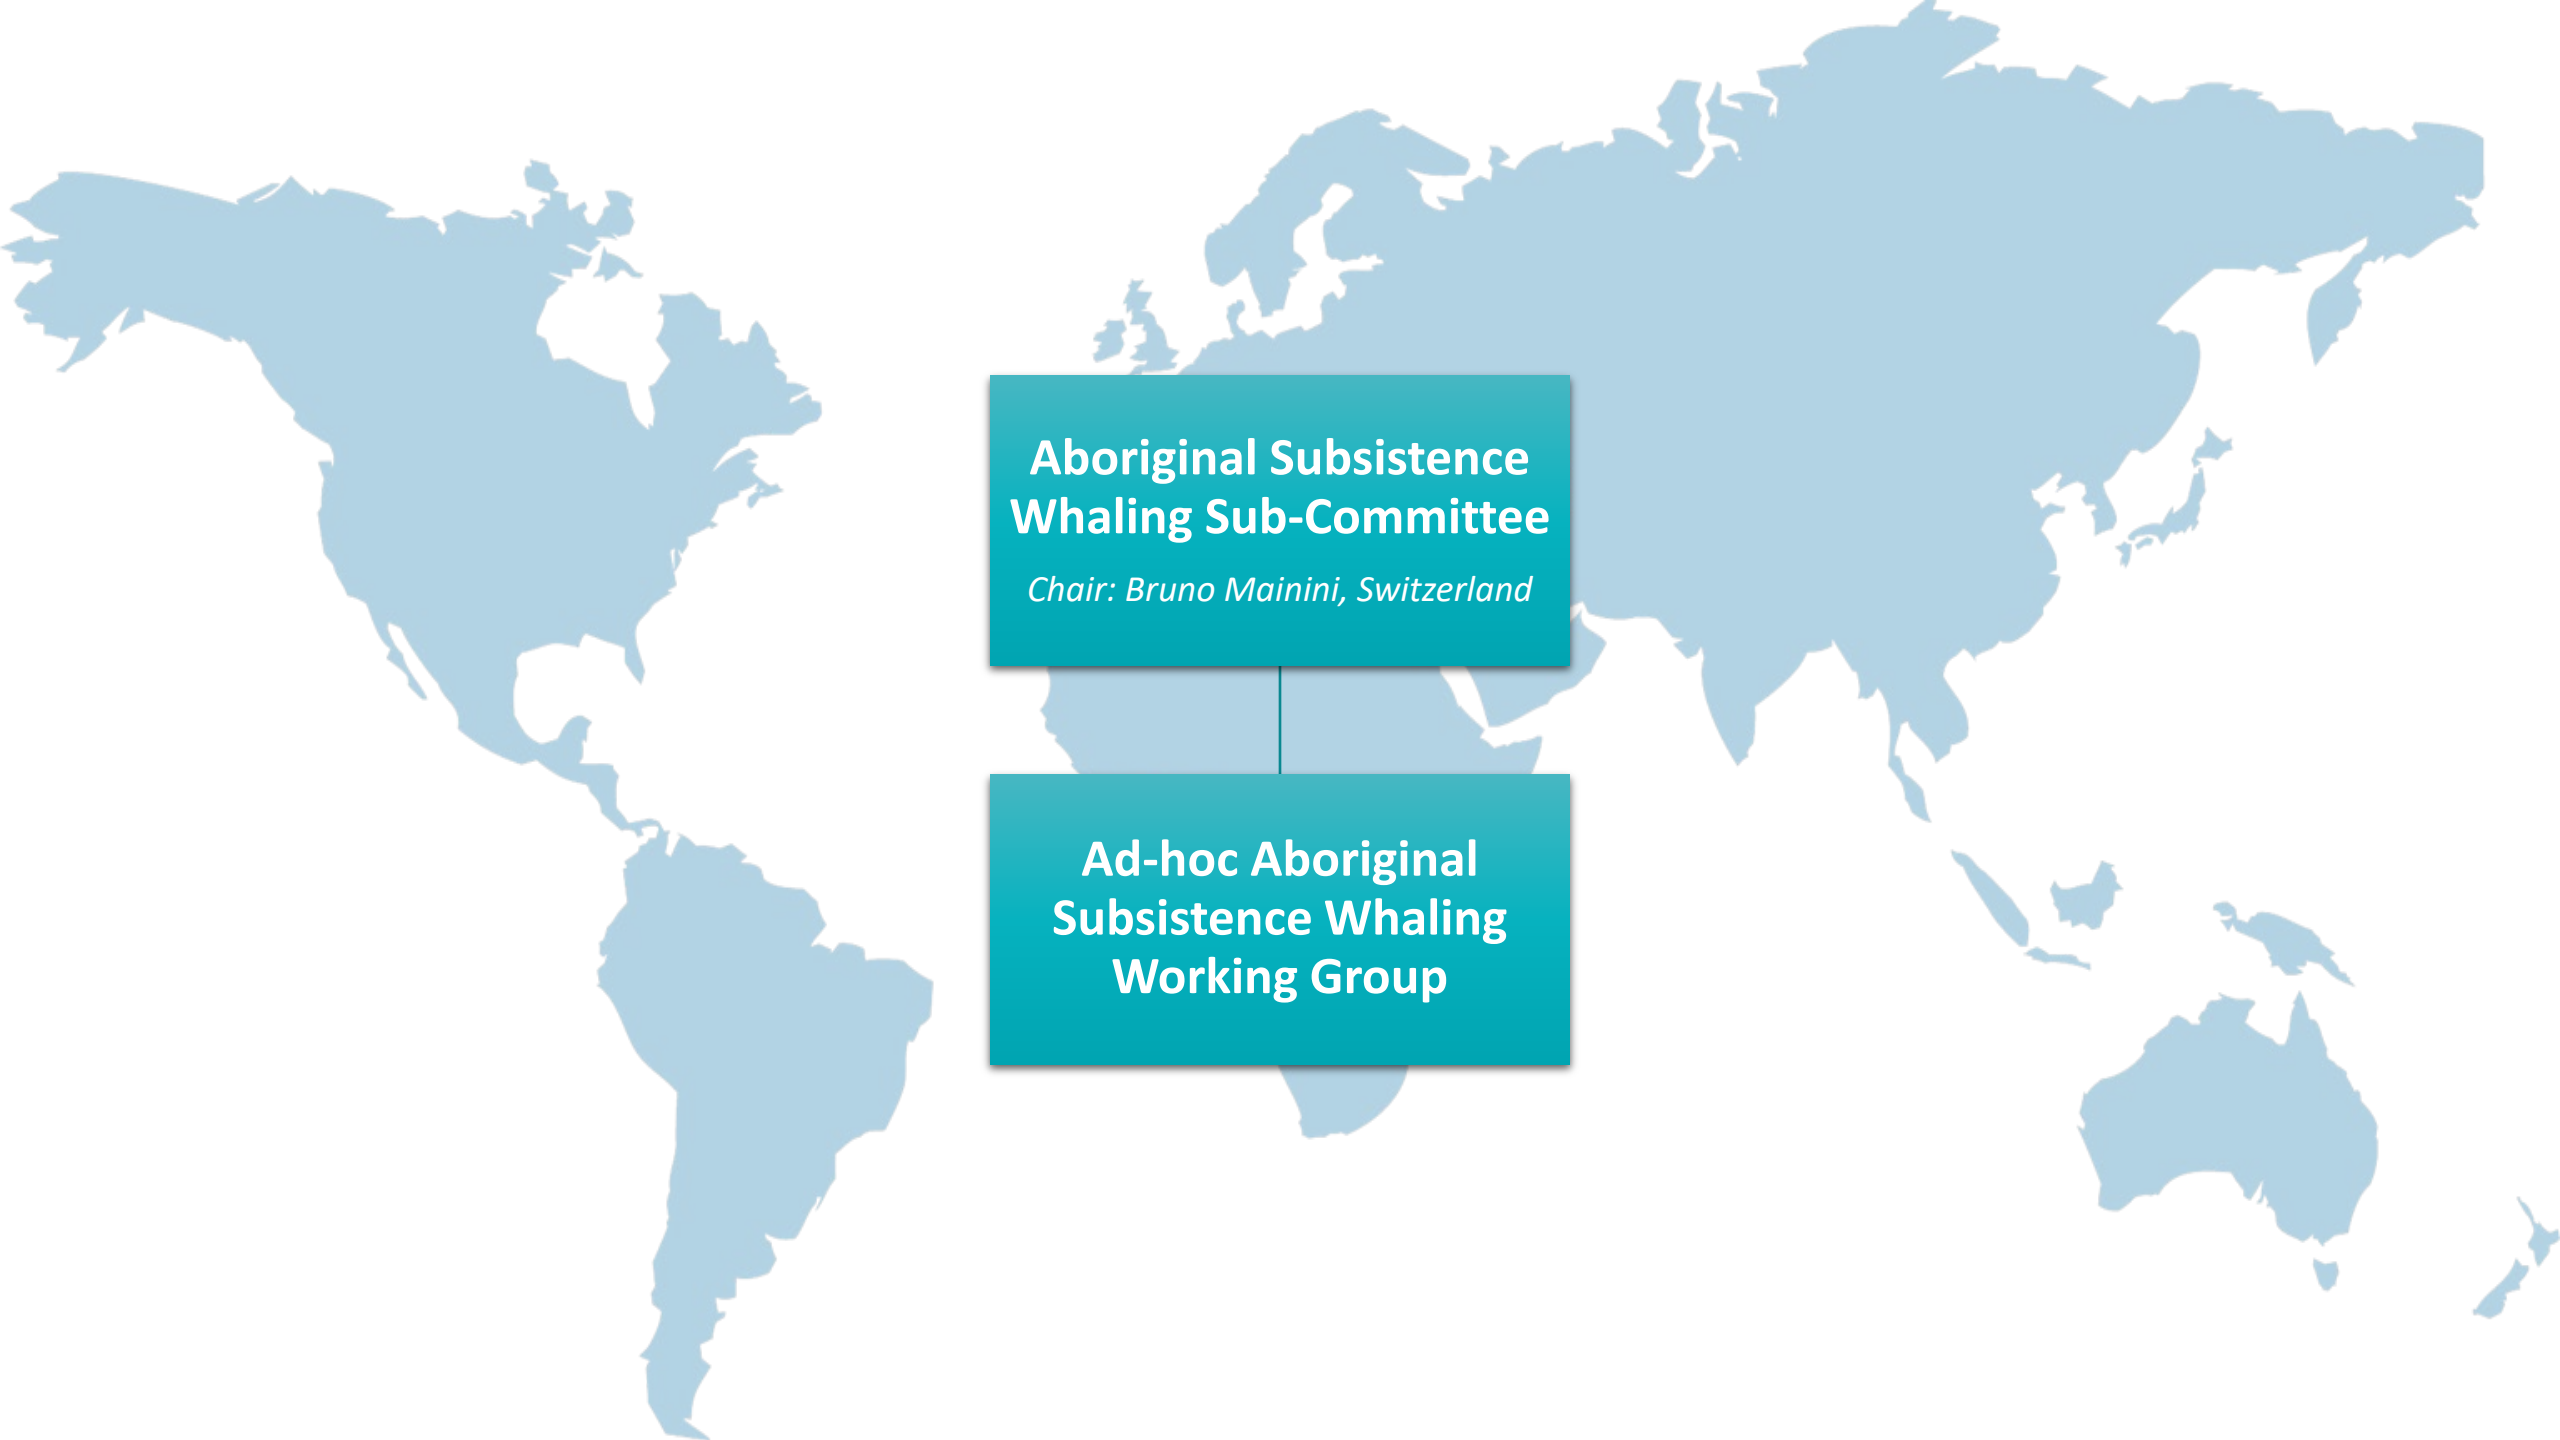 Aboriginal Subsistence
Whaling Sub-Committee
Chair: Bruno Mainini, Switzerland
Ad-hoc Aboriginal
Subsistence Whaling
Working Group